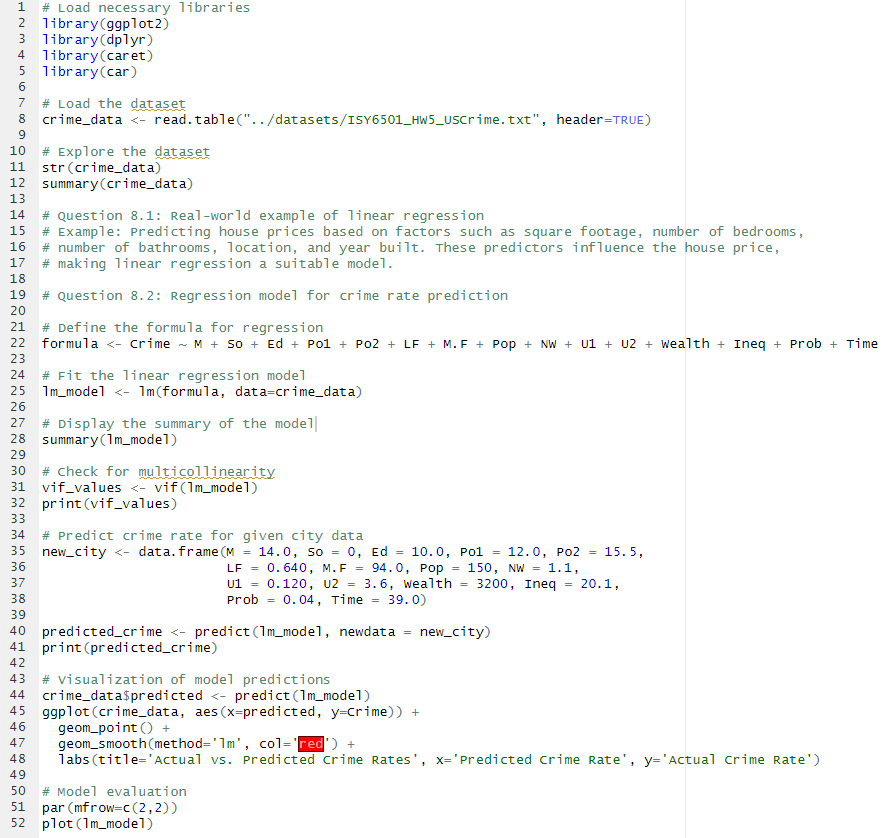 1 # Load necessary libraries
2 library(ggplot2)
3 library(dplyr)
4 library(caret)
5 library(car)
6
7 # Load the dataset
8 crime_data <- read.table("../datasets/ISY6501_HW5_USCrime.txt", header=TRUE)
9
10 # Explore the dataset
11 str(crime_data)
12 summary(crime_data)
13
14 # Question 8.1: Real-world example of linear regression
15 # Example: Predicting house prices based on factors such as square footage, number of bedrooms,
16 # number of bathrooms, location, and year built. These predictors influence the house price,
17 # making linear regression a suitable model.
18
19 # Question 8.2: Regression model for crime rate prediction
20
21 # Define the formula for regression
22 formula <- Crime ~ M + So + Ed + Po1 + Po2 + LF + M.F + Pop + NW + U1 + U2 + Wealth + Ineq + Prob + Time
23
24 # Fit the linear regression model
25 lm_model <- lm(formula, data=crime_data)
26
27 # Display the summary of the model
28 summary(lm_model)
29
30 # Check for multicollinearity
31 vif_values <- vif(lm_model)
32 print(vif_values)
33
34 # Predict crime rate for given city data
35 new_city <- data.frame(M = 14.0, So = 0, Ed = 10.0, Po1 = 12.0, Po2 = 15.5,
36                         LF = 0.640, M.F = 94.0, Pop = 150, NW = 1.1,
37                         U1 = 0.120, U2 = 3.6, Wealth = 3200, Ineq = 20.1,
38                         Prob = 0.04, Time = 39.0)
39
40 predicted_crime <- predict(lm_model, newdata = new_city)
41 print(predicted_crime)
42
43 # Visualization of model predictions
44 crime_data$predicted <- predict(lm_model)
45 ggplot(crime_data, aes(x=predicted, y=Crime)) +
46   geom_point() +
47   geom_smooth(method='lm', col='red') +
48   labs(title='Actual vs. Predicted Crime Rates', x='Predicted Crime Rate', y='Actual Crime Rate')
49
50 # Model evaluation
51 par(mfrow=c(2,2))
52 plot(lm_model)